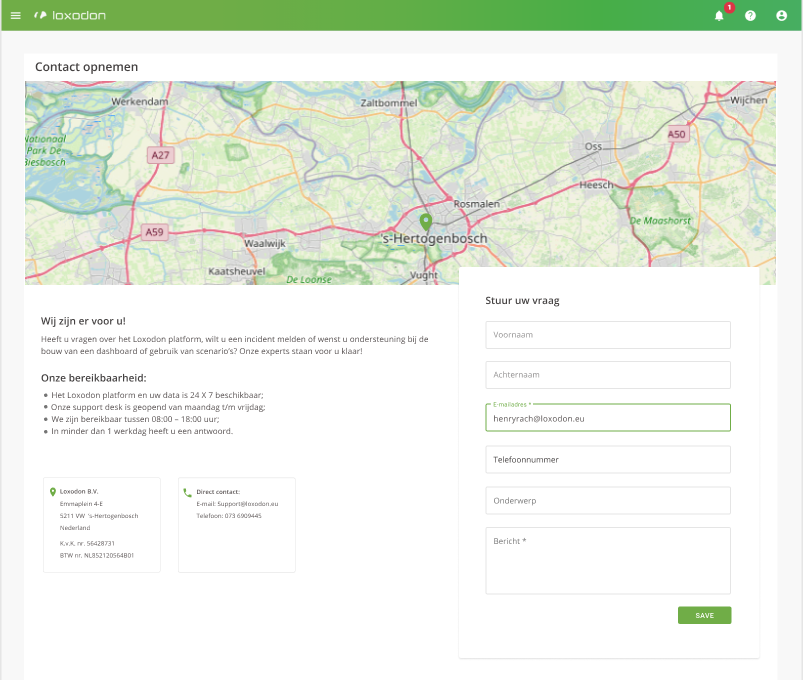 loxodon
1
Contact opnemen
Werkendam
Zaltbommel
Wijchen
A50
Nationaal
Park De
Biesbosch
A27
Oss
Heesch
Rosmalen
A59
De Maashorst
Waalwijk
's-Hertogenbosch
Kaatsheuvel
De Loonse
Vught
Wij zijn er voor u!
Heeft u vragen over het Loxodon platform, wilt u een incident melden of wenst u ondersteuning bij de
bouw van een dashboard of gebruik van scenario's? Onze experts staan voor u klaar!
Onze bereikbaarheid:
• Het Loxodon platform en uw data is 24 X 7 beschikbaar;
• Onze support desk is geopend van maandag t/m vrijdag;
• We zijn bereikbaar tussen 08:00 – 18:00 uur;
• In minder dan 1 werkdag heeft u een antwoord.
Loxodon B.V.
Emmaplein 4-E
5211 VW 's-Hertogenbosch
Nederland
K.v.K. nr. 56428731
BTW nr. NL852120564B01
Direct contact:
E-mail: Support@loxodon.eu
Telefoon: 073 6909445
Stuur uw vraag
Voornaam
Achternaam
E-mailadres *
henryrach@loxodon.eu
Telefoonnummer
Onderwerp
Bericht *
SAVE